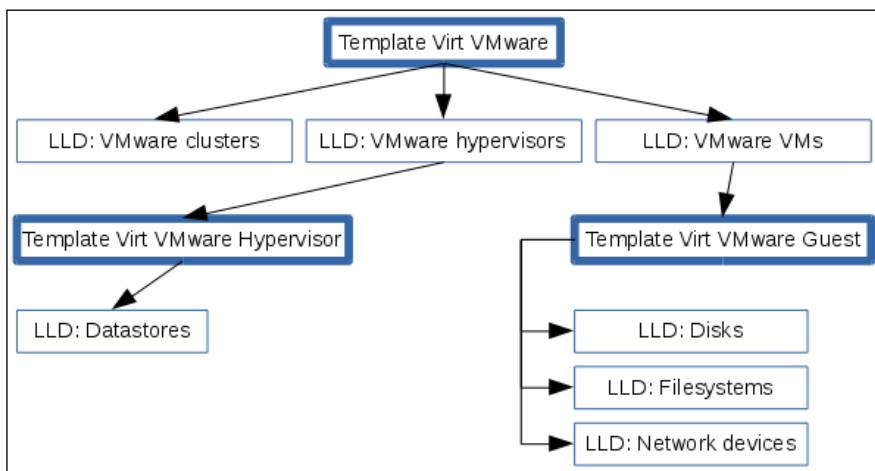 Template Virt VMware
LLD: VMware clusters
LLD: VMware hypervisors
LLD: VMware VMs
Template Virt VMware Hypervisor
Template Virt VMware Guest
LLD: Datastores
LLD: Disks
LLD: Filesystems
LLD: Network devices